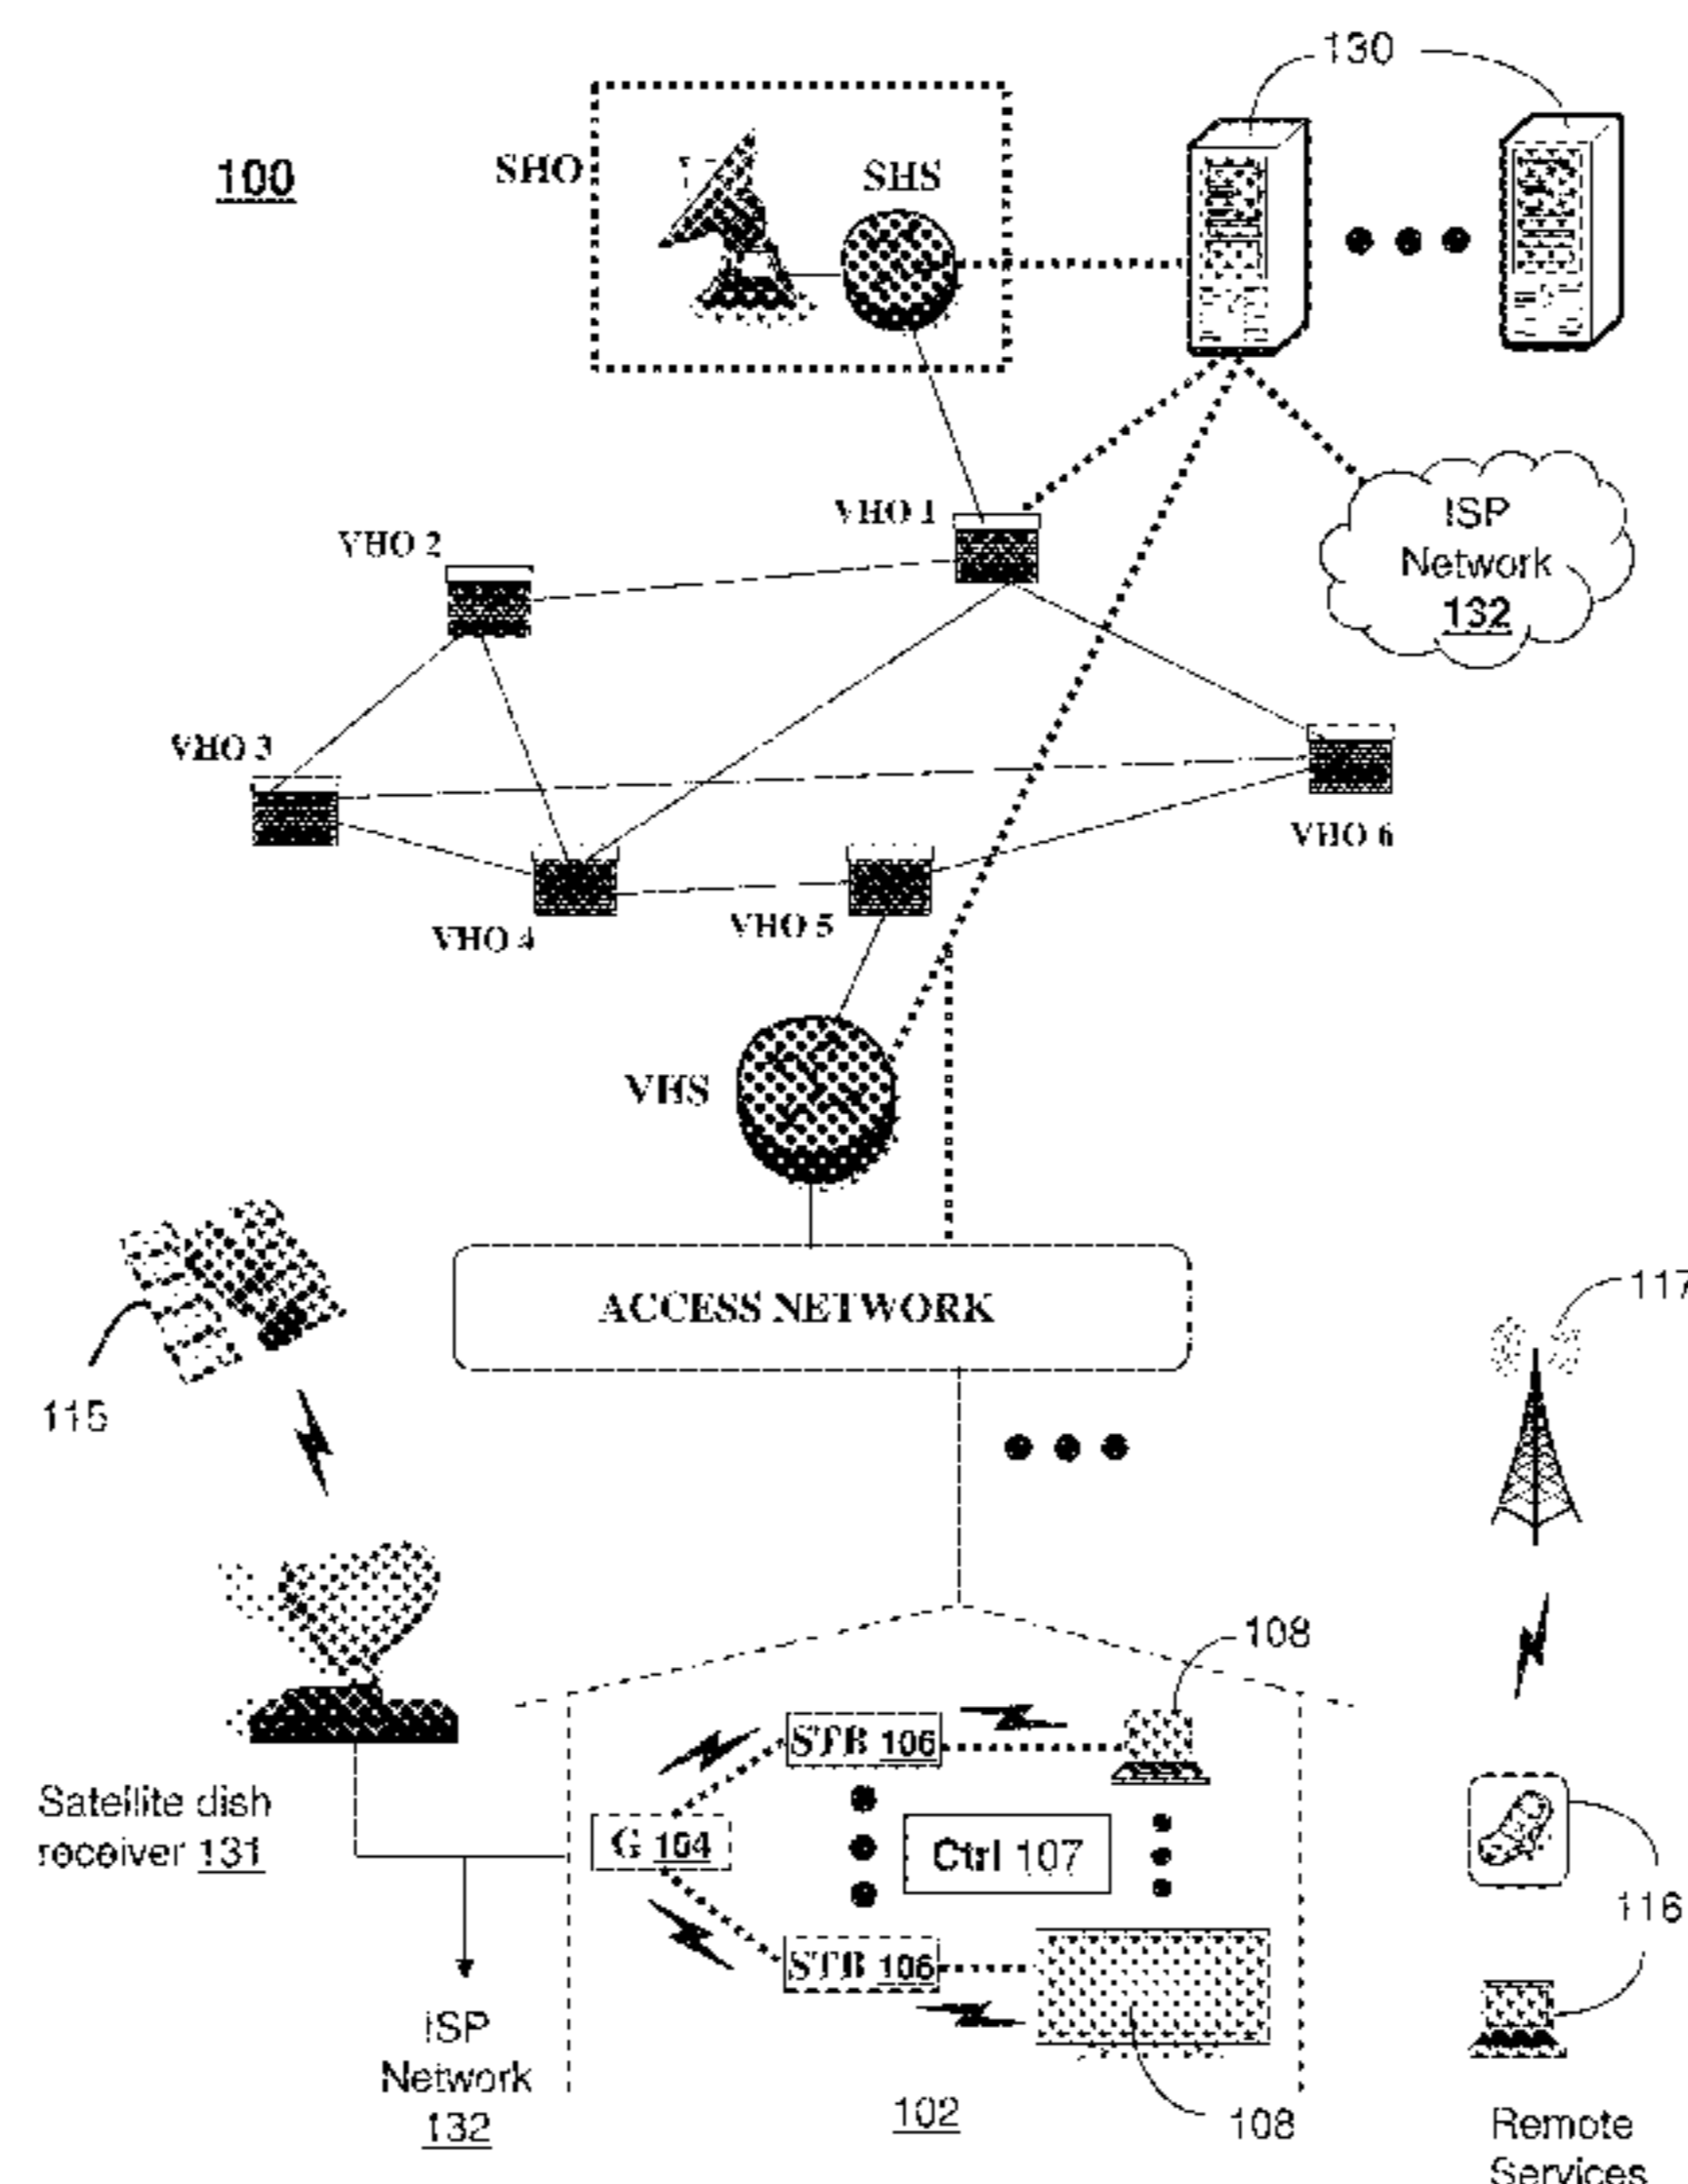 130
100
SHO
SHS
VHO 1
ISP
Network
132
VHO 2
VHO 3
VHO 6
VHO 4
VHO 5
VHS
ACCESS NETWORK
117
115
108
STB 106
Satellite dish
receiver 131
G 104
Ctrl 107
116
STB 106
ISP
Network
132
102
108
Remote
Services